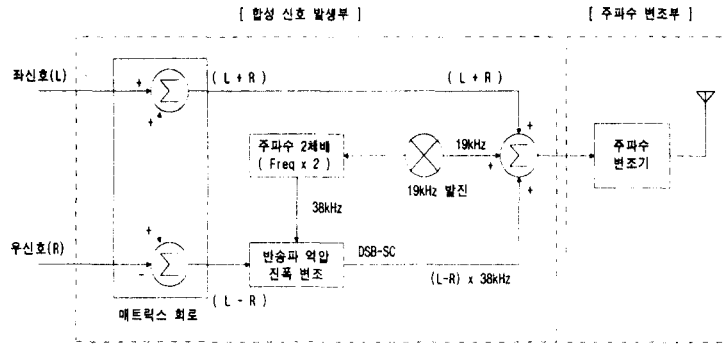 [ 합성 신호 발생부 ]
[ 주파수 변조부 ]
좌신호(L)
+
+
( L + R )
( L + R )
+
주파수 2체배
( Freq x 2 )
19kHz
+
+
19kHz 발진
주파수
변조기
38kHz
우신호(R)
+
-
반송파 억압
진폭 변조
DSB-SC
(L-R) x 38kHz
( L - R )
매트릭스 회로